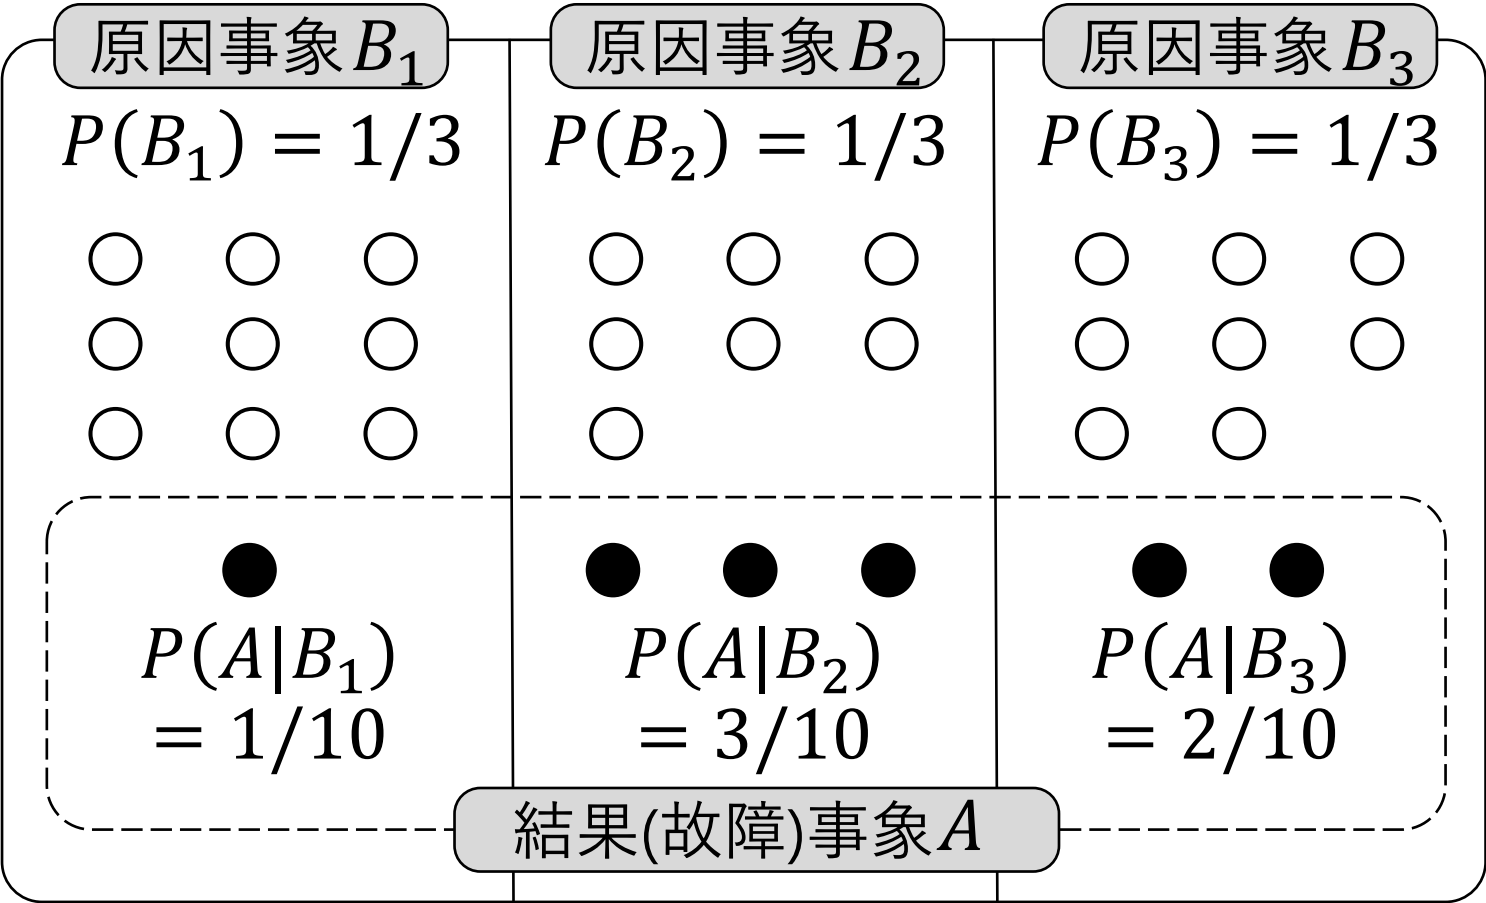 原因事象B₁
原因事象B₂
原因事象B₃
P(B₁) = 1/3
P(B₂) = 1/3
P(B₃) = 1/3
P(A|B₁)
= 1/10
P(A|B₂)
= 3/10
P(A|B₃)
= 2/10
結果(故障)事象A